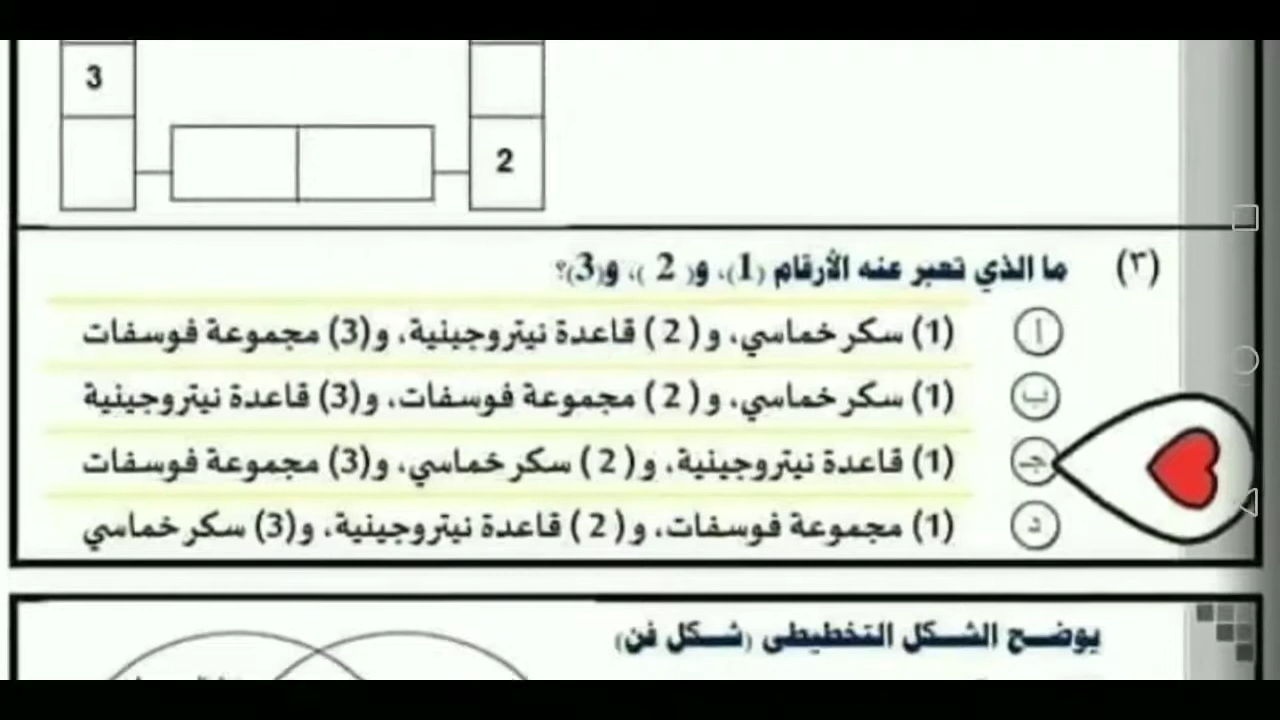 3
2
(٣) ما الذي تعبر عنه الأرقام (1)، و( 2 )، و(3)؟
أ (1) سكر خماسي، و( 2 ) قاعدة نيتروجينية، و(3) مجموعة فوسفات
ب (1) سكر خماسي، و( 2 ) مجموعة فوسفات، و(3) قاعدة نيتروجينية
جـ (1) قاعدة نيتروجينية، و( 2 ) سكر خماسي، و(3) مجموعة فوسفات
د (1) مجموعة فوسفات، و( 2 ) قاعدة نيتروجينية، و(3) سكر خماسي
يوضح الشكل التخطيطى (شكل فن)